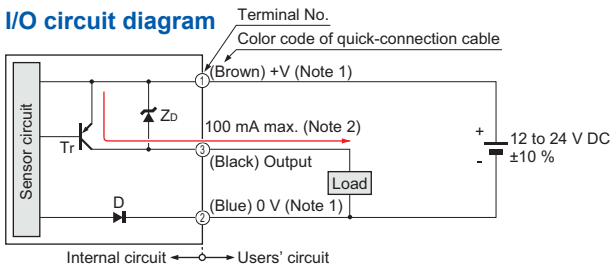 I/O circuit diagram
Terminal No.
Color code of quick-connection cable
Sensor circuit
Tr
ZD
D
1
(Brown) +V (Note 1)
100 mA max. (Note 2)
3
(Black) Output
Load
+
-
12 to 24 V DC
±10 %
2
(Blue) 0 V (Note 1)
Internal circuit
Users' circuit